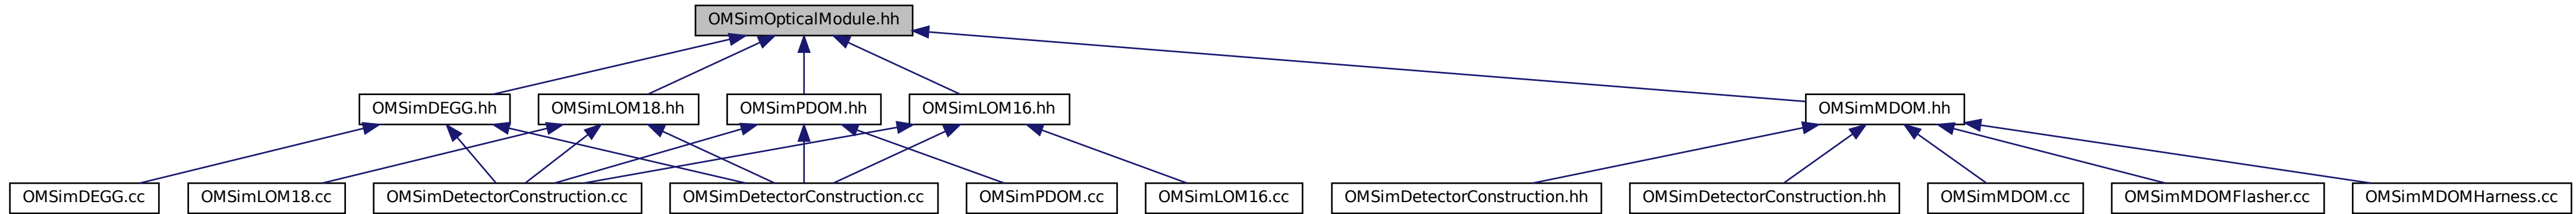 OMSimOpticalModule.hh
OMSimDEGG.hh
OMSimLOM18.hh
OMSimPDOM.hh
OMSimLOM16.hh
OMSimMDOM.hh
OMSimDEGG.cc
OMSimLOM18.cc
OMSimDetectorConstruction.cc
OMSimDetectorConstruction.cc
OMSimPDOM.cc
OMSimLOM16.cc
OMSimDetectorConstruction.hh
OMSimDetectorConstruction.hh
OMSimMDOM.cc
OMSimMDOMFlasher.cc
OMSimMDOMHarness.cc